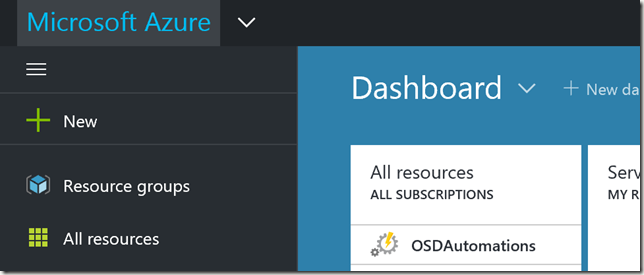 Microsoft Azure
New
Resource groups
All resources
Dashboard
New da
All resources
ALL SUBSCRIPTIONS
OSDAutomations
Serv
MY R